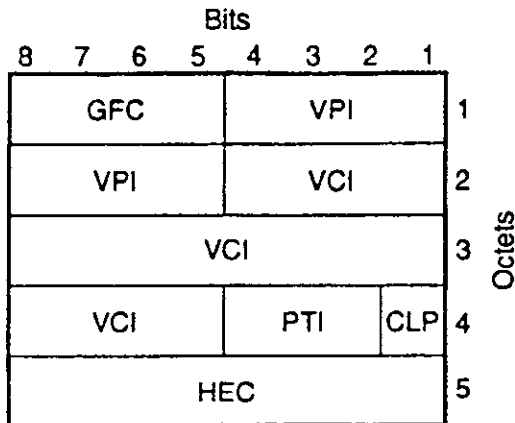 Bits
8 7 6 5 4 3 2 1
GFC VPI 1
VPI VCI 2
VCI 3
VCI PTI CLP 4
HEC 5
Octets